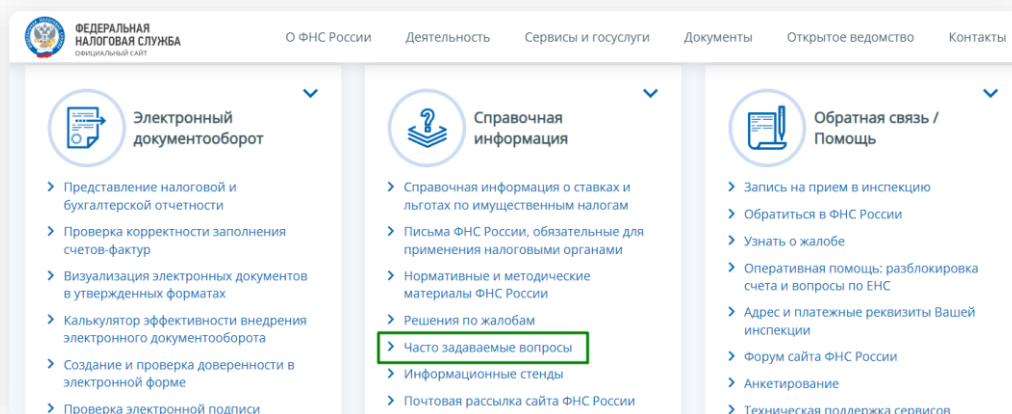 ФЕДЕРАЛЬНАЯ
НАЛОГОВАЯ СЛУЖБА
ОФИЦИАЛЬНЫЙ САЙТ
О ФНС России
Деятельность
Сервисы и госуслуги
Документы
Открытое ведомство
Контакты
Электронный
документооборот
Представление налоговой и
бухгалтерской отчетности
Проверка корректности заполнения
счетов-фактур
Визуализация электронных документов
в утвержденных форматах
Калькулятор эффективности внедрения
электронного документооборота
Создание и проверка доверенности в
электронной форме
Проверка электронной подписи
Справочная
информация
Справочная информация о ставках и
льготах по имущественным налогам
Письма ФНС России, обязательные для
применения налоговыми органами
Нормативные и методические
материалы ФНС России
Решения по жалобам
Часто задаваемые вопросы
Информационные стенды
Почтовая рассылка сайта ФНС России
Обратная связь /
Помощь
Запись на прием в инспекцию
Обратиться в ФНС России
Узнать о жалобе
Оперативная помощь: разблокировка
счета и вопросы по ЕНС
Адрес и платежные реквизиты Вашей
инспекции
Форум сайта ФНС России
Анкетирование
Техническая поддержка сервисов